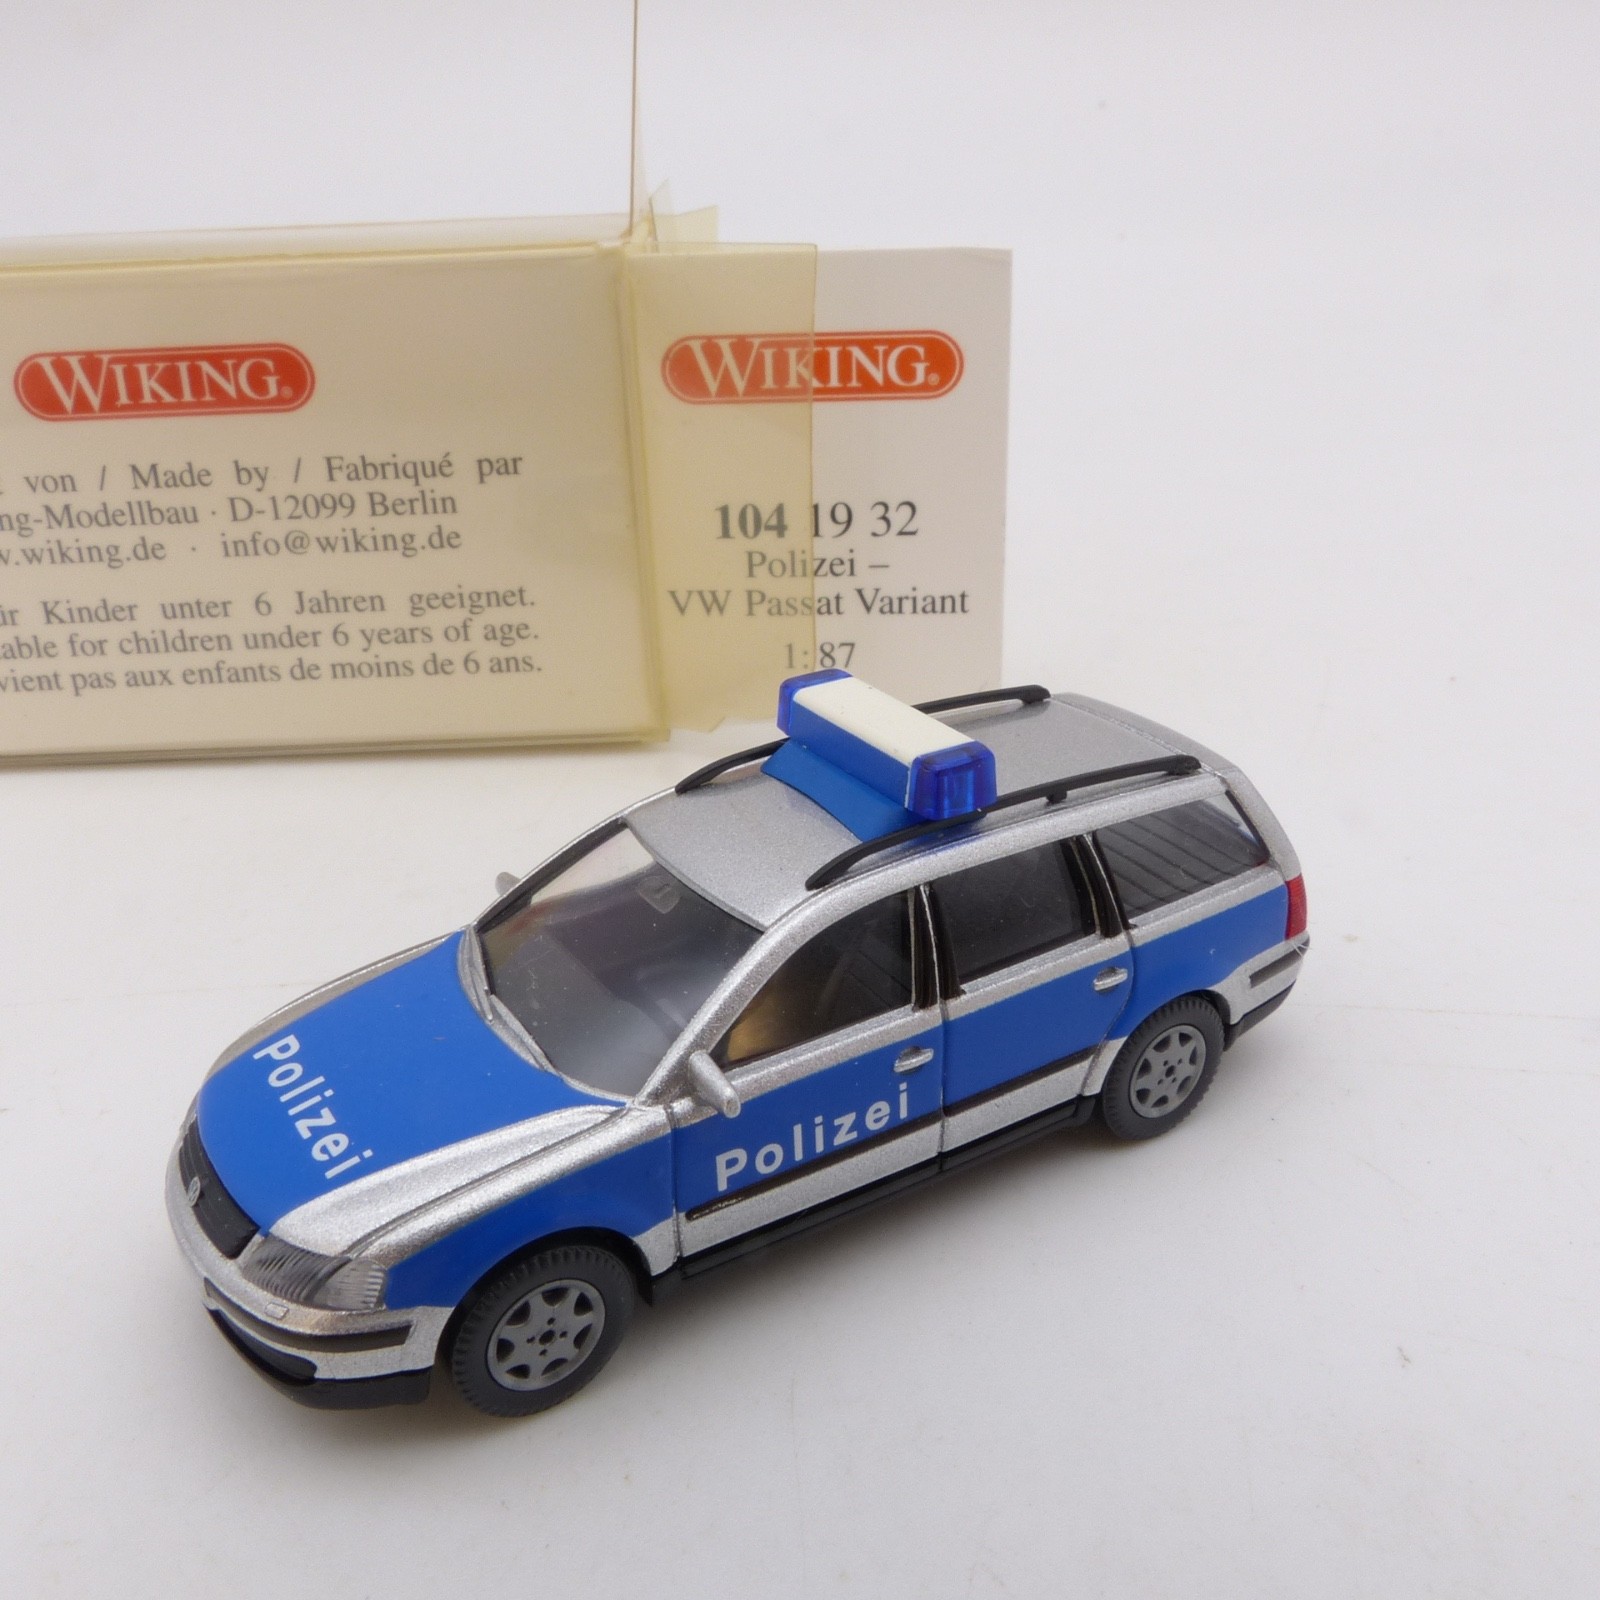 WIKING®
von / Made by / Fabriqué par
ng-Modellbau · D-12099 Berlin
.wiking.de · info@wiking.de
Kinder unter 6 Jahren geeignet.
able for children under 6 years of age.
vient pas aux enfants de moins de 6 ans.
WIKING®
104 19 32
Polizei –
VW Passat Variant
1:87
Polizei
Polizei